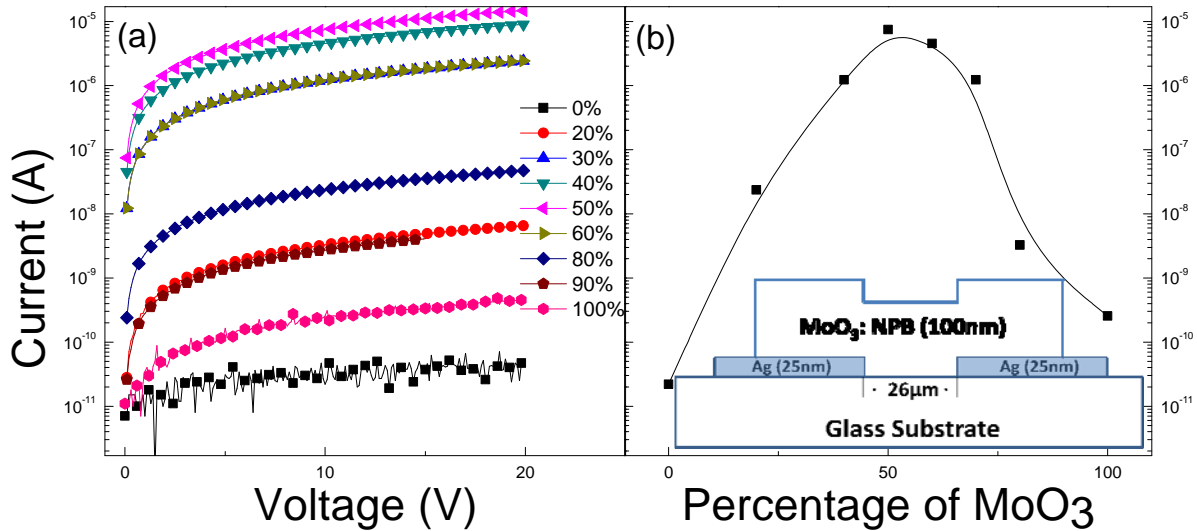 (a)
Current (A)
10⁻⁵
10⁻⁶
10⁻⁷
10⁻⁸
10⁻⁹
10⁻¹⁰
10⁻¹¹
0%
20%
30%
40%
50%
60%
80%
90%
100%
0 10 20
Voltage (V)
(b)
10⁻⁵
10⁻⁶
10⁻⁷
10⁻⁸
10⁻⁹
10⁻¹⁰
10⁻¹¹
MoO₃: NPB (100nm)
Ag (25nm) Ag (25nm)
26μm
Glass Substrate
0 50 100
Percentage of MoO₃